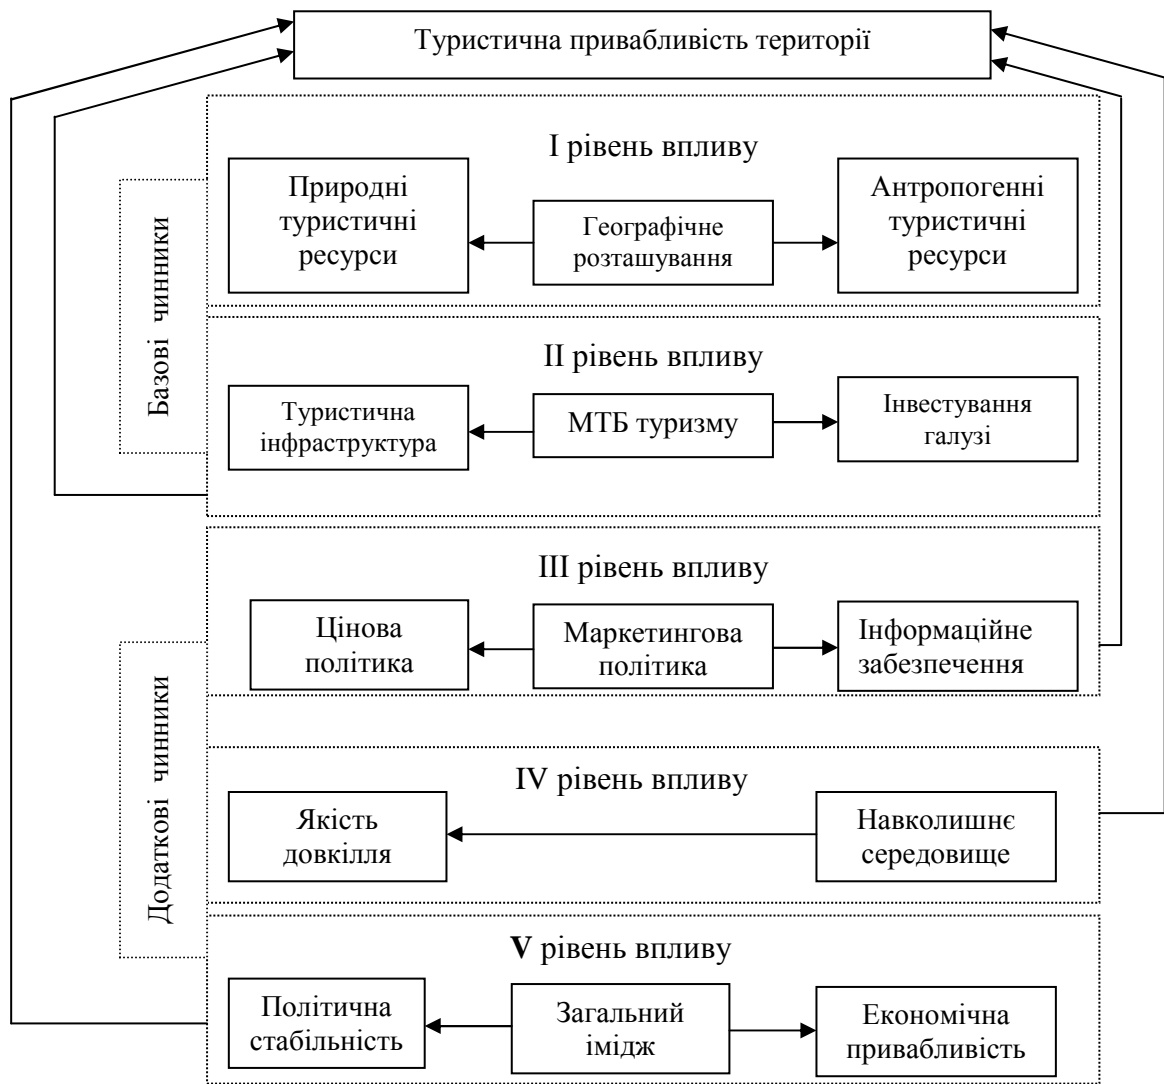 Туристична привабливість території
І рівень впливу
Природні
туристичні
ресурси
Географічне
розташування
Антропогенні
туристичні
ресурси
Базові чинники
ІІ рівень впливу
Туристична
інфраструктура
МТБ туризму
Інвестування
галузі
ІІІ рівень впливу
Цінова
політика
Маркетингова
політика
Інформаційне
забезпечення
Додаткові чинники
IV рівень впливу
Якість
довкілля
Навколишнє
середовище
V рівень впливу
Політична
стабільність
Загальний
імідж
Економічна
привабливість